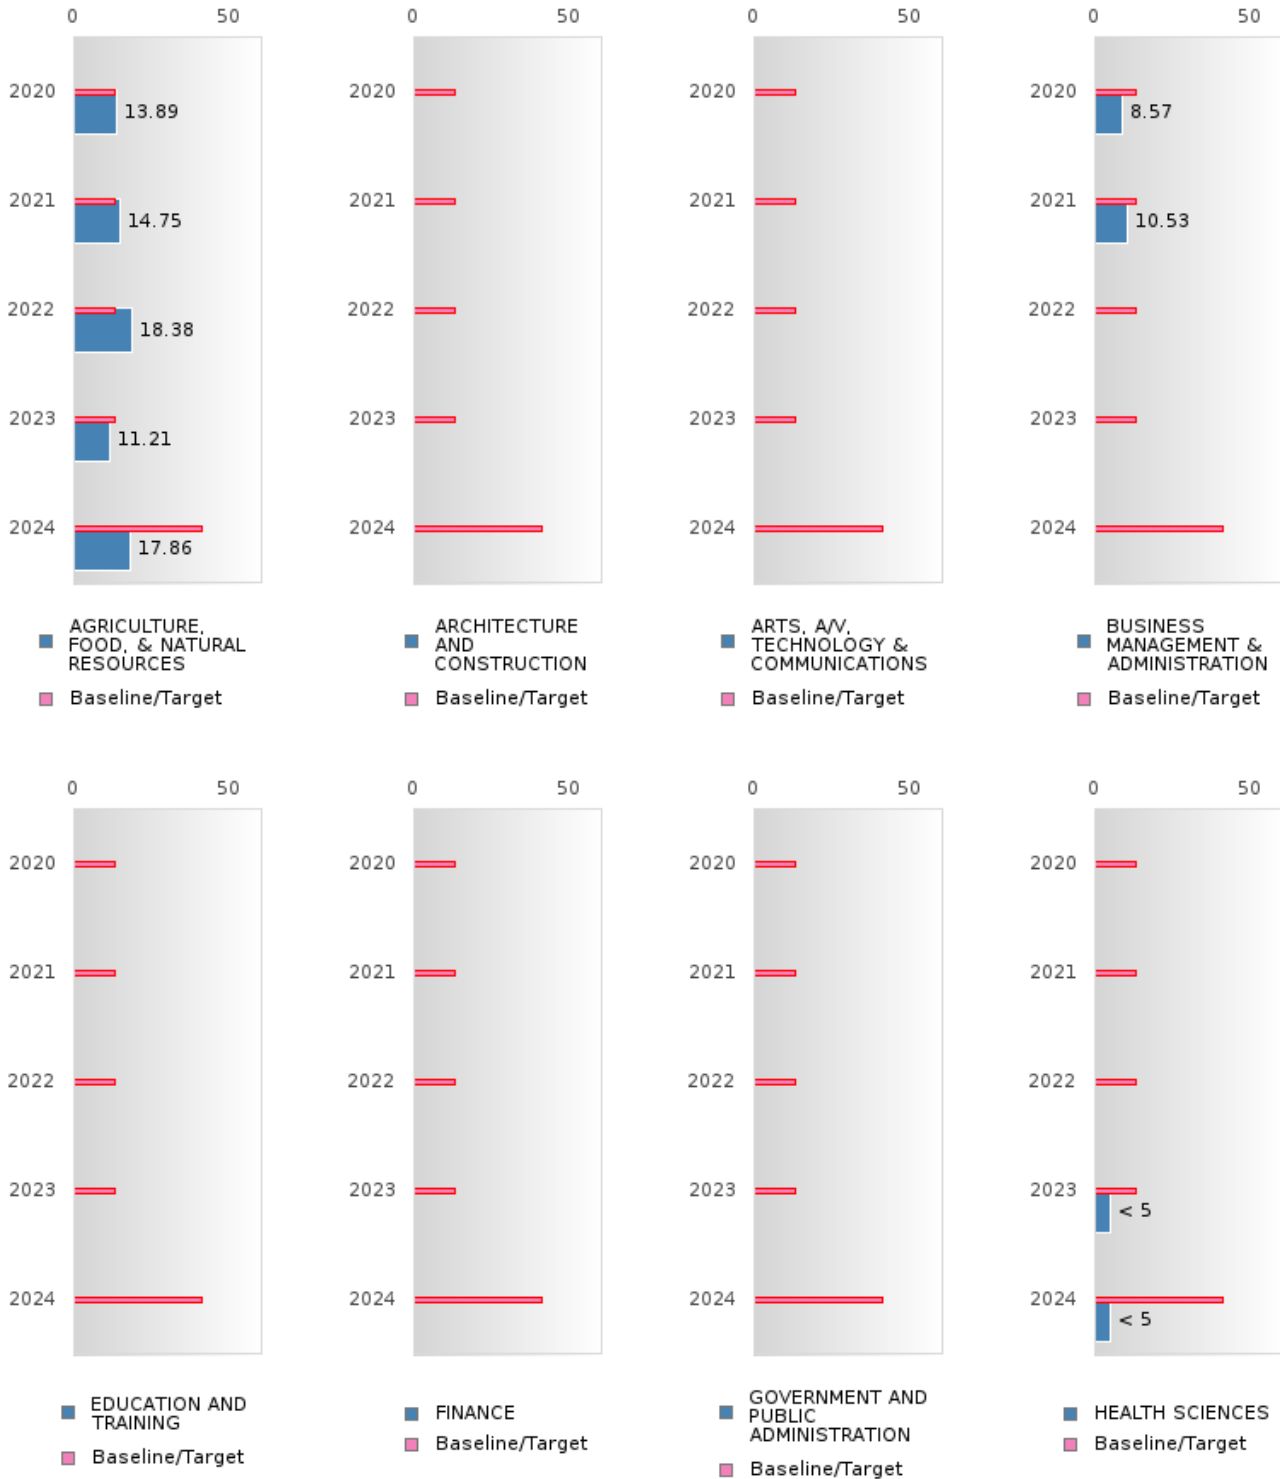 0 50 0 50 0 50 0 50
2020 13.89 2020 2020 2020 8.57
2021 14.75 2021 2021 2021 10.53
2022 18.38 2022 2022 2022
2023 11.21 2023 2023 2023
2024 17.86 2024 2024 2024
AGRICULTURE,
FOOD, & NATURAL
RESOURCES
Baseline/Target
ARCHITECTURE
AND
CONSTRUCTION
Baseline/Target
ARTS, A/V,
TECHNOLOGY &
COMMUNICATIONS
Baseline/Target
BUSINESS
MANAGEMENT &
ADMINISTRATION
Baseline/Target
0 50 0 50 0 50 0 50
2020 2020 2020 2020
2021 2021 2021 2021
2022 2022 2022 2022
2023 2023 2023 2023 < 5
2024 2024 2024 2024 < 5
EDUCATION AND
TRAINING
Baseline/Target
FINANCE
Baseline/Target
GOVERNMENT AND
PUBLIC
ADMINISTRATION
Baseline/Target
HEALTH SCIENCES
Baseline/Target